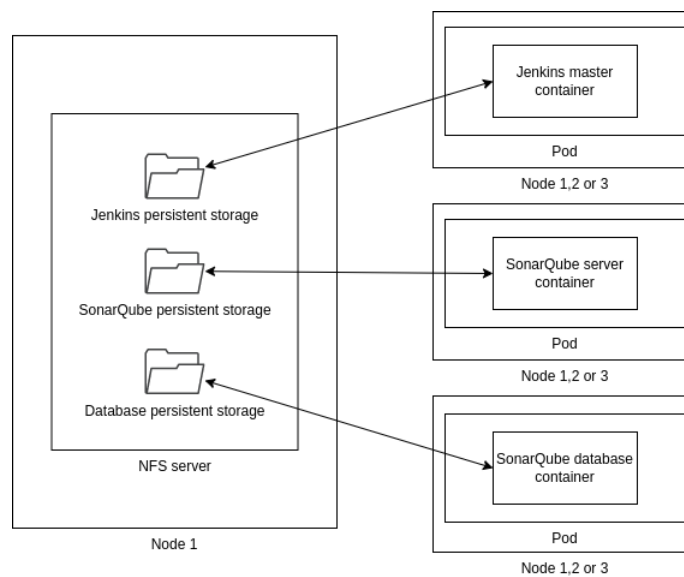 Jenkins persistent storage
SonarQube persistent storage
Database persistent storage
NFS server
Node 1
Jenkins master
container
Pod
Node 1,2 or 3
SonarQube server
container
Pod
Node 1,2 or 3
SonarQube database
container
Pod
Node 1,2 or 3